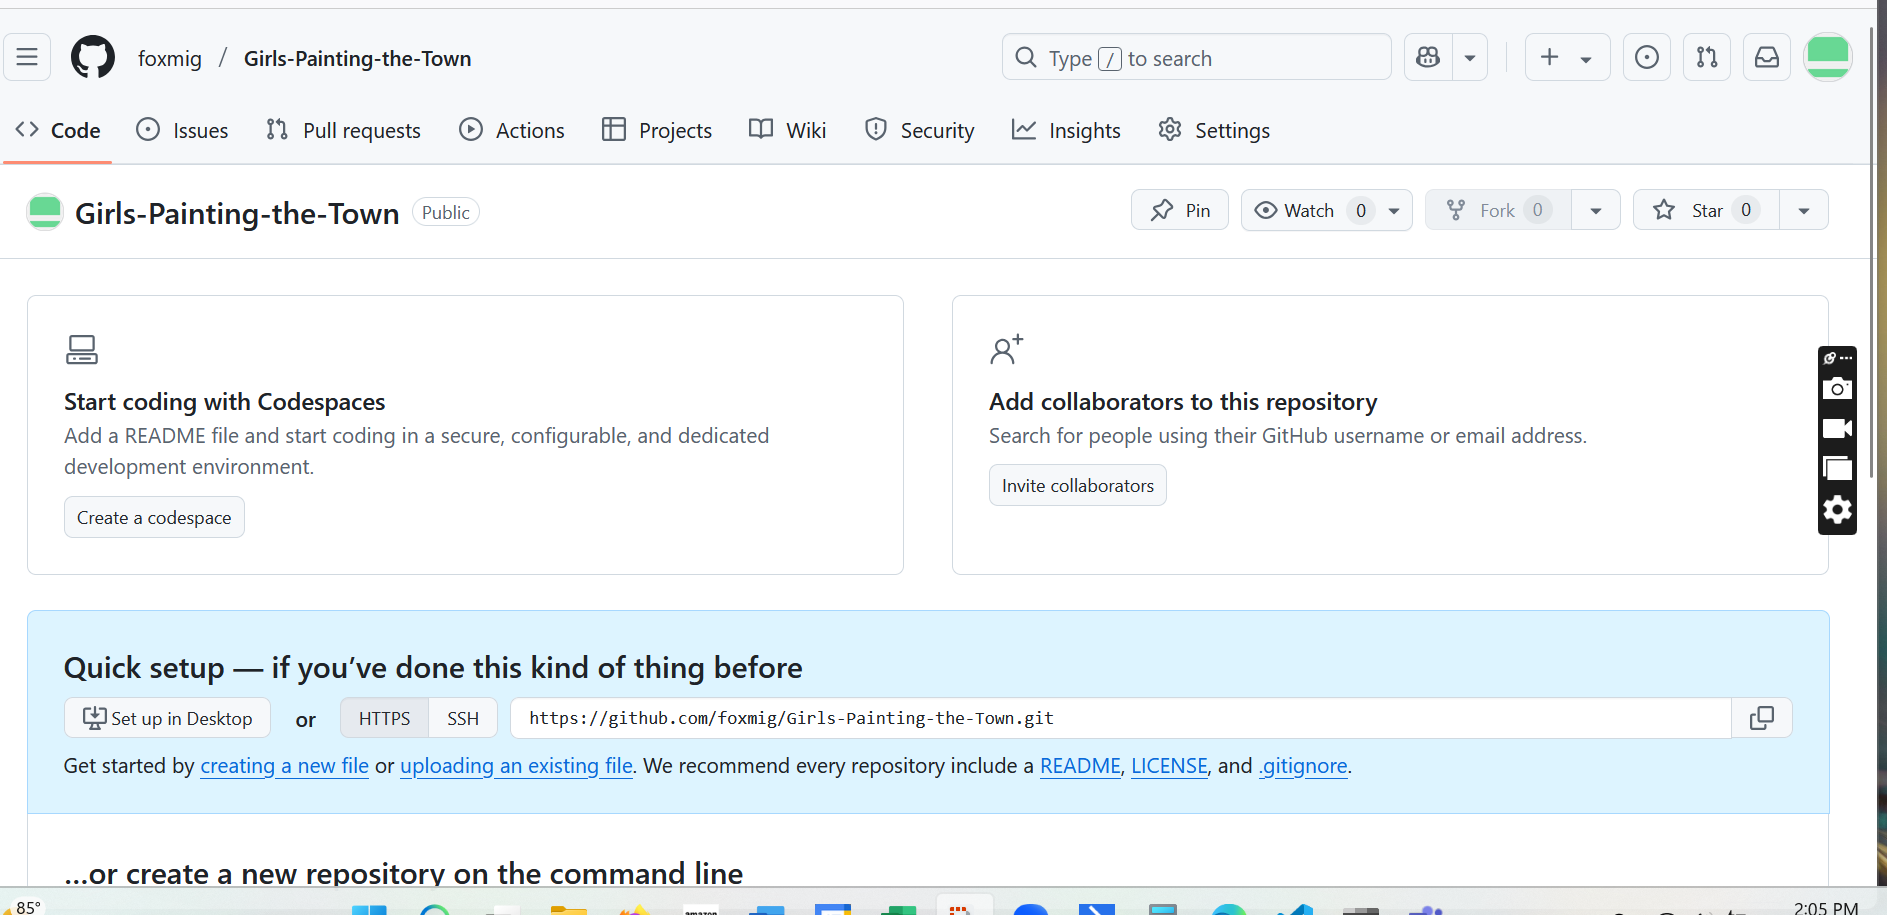 foxmig / Girls-Painting-the-Town
Type / to search
Code Issues Pull requests Actions Projects Wiki Security Insights Settings
Girls-Painting-the-Town Public
Pin Watch 0 Fork 0 Star 0
Start coding with Codespaces
Add a README file and start coding in a secure, configurable, and dedicated
development environment.
Create a codespace
Add collaborators to this repository
Search for people using their GitHub username or email address.
Invite collaborators
Quick setup — if you’ve done this kind of thing before
Set up in Desktop or HTTPS SSH https://github.com/foxmig/Girls-Painting-the-Town.git
Get started by creating a new file or uploading an existing file. We recommend every repository include a README, LICENSE, and .gitignore.
...or create a new repository on the command line
85°
amazon
2:05 PM